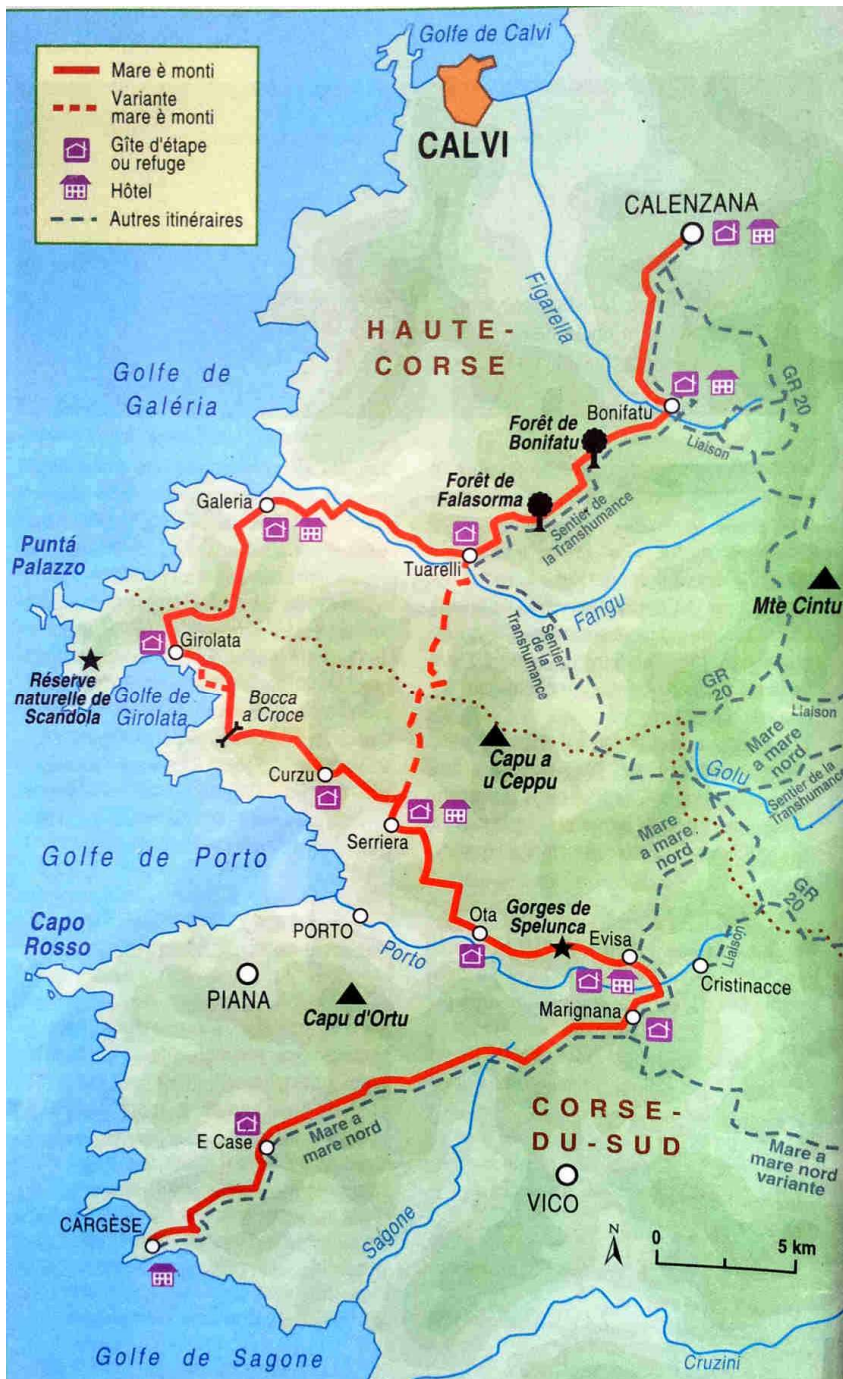 Golfe de Calvi
Mare è monti
Variante
mare è monti
Gîte d'étape
ou refuge
Hôtel
Autres itinéraires
CALVI
CALENZANA
Figarella
HAUTE-
CORSE
Golfe de
Galéria
GR 20
Bonifatu
Liaison
Forêt de
Bonifatu
Forêt de
Falasorma
Sentier de
la Transhumance
Galeria
Tuarelli
Puntá
Palazzo
Fangu
Mte Cintu
Sentier
de la
Transhumance
Girolata
Réserve
naturelle de
Scandola
Golfe de
Girolata
Bocca
a Croce
GR
20
Liaison
Mare
a mare
nord
Capu a
u Ceppu
Golu
Sentier de la
Transhumance
Curzu
Serriera
Mare
a mare
nord
Golfe de Porto
GR
20
Capo
Rosso
PORTO
Porto
Ota
Gorges de
Spelunca
Evisa
Liaison
Cristinacce
PIANA
Capu d'Ortu
Marignana
E Case
Mare a
mare nord
CORSE-
DU-SUD
Mare a
mare nord
variante
VICO
CARGÈSE
Sagone
N
0
5 km
Golfe de Sagone
Cruzini